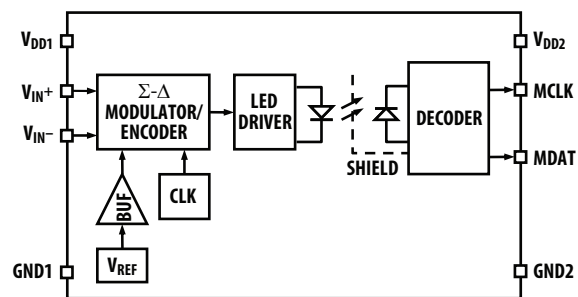 VDD1
VDD2
VIN+
VIN–
Σ-Δ
MODULATOR/
ENCODER
LED
DRIVER
SHIELD
DECODER
MCLK
MDAT
BUF
CLK
VREF
GND1
GND2